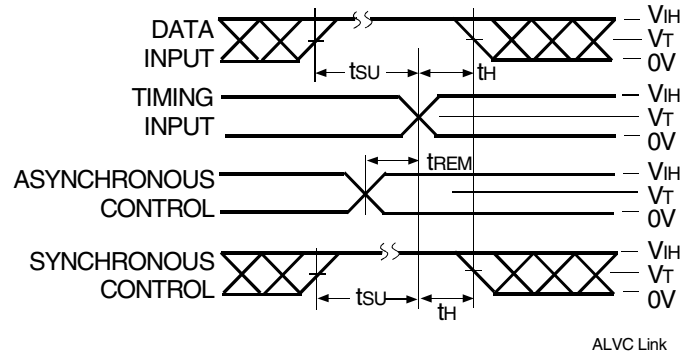 DATA
INPUT
tSU
tH
VIH
VT
0V
TIMING
INPUT
VIH
VT
0V
tREM
ASYNCHRONOUS
CONTROL
VIH
VT
0V
SYNCHRONOUS
CONTROL
tSU
tH
VIH
VT
0V
ALVC Link